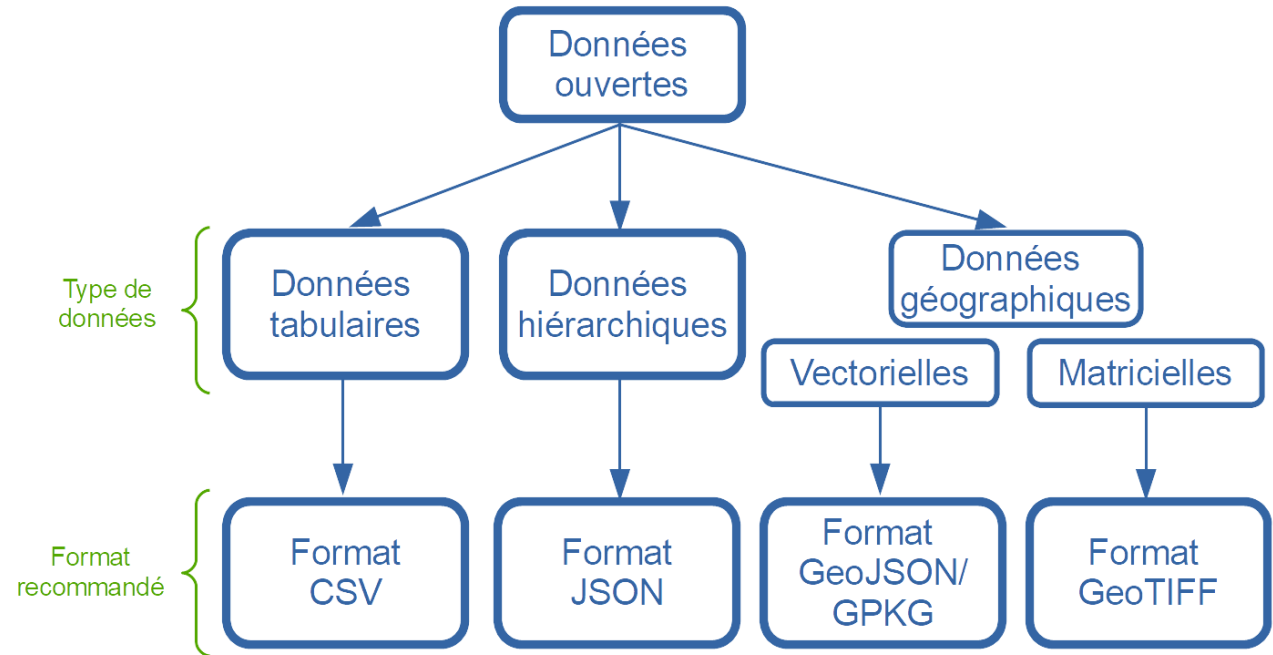 Données
ouvertes
Type de
données
Données
tabulaires
Données
hiérarchiques
Données
géographiques
Vectorielles
Matricielles
Format
recommandé
Format
CSV
Format
JSON
Format
GeoJSON/
GPKG
Format
GeoTIFF